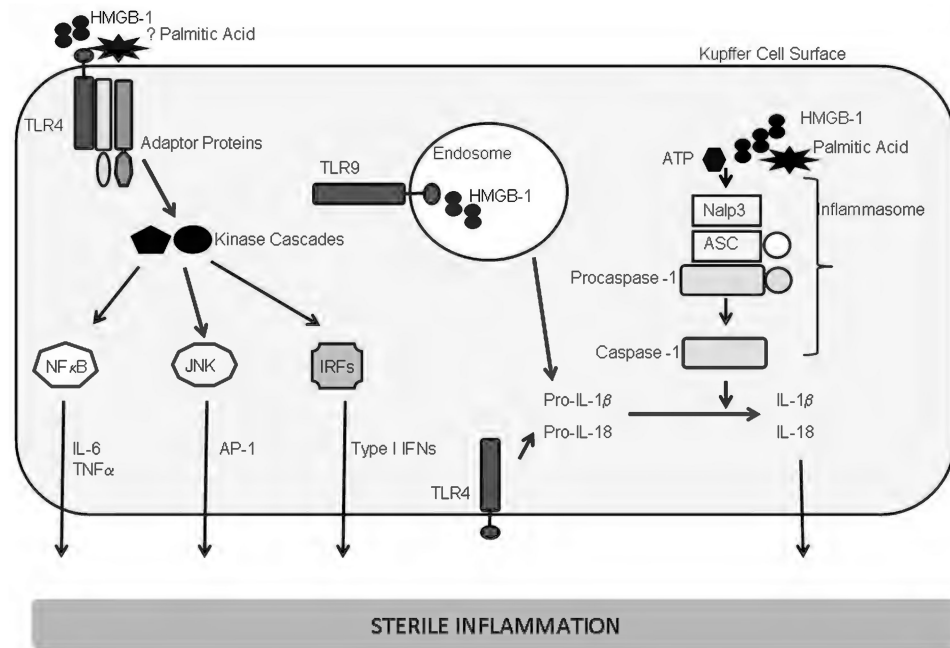 HMGB-1
? Palmitic Acid
Kupffer Cell Surface
TLR4
Adaptor Proteins
Kinase Cascades
NFκB
JNK
IRFs
IL-6
TNFα
AP-1
Type I IFNs
TLR9
Endosome
HMGB-1
TLR4
Pro-IL-1β
Pro-IL-18
HMGB-1
ATP
Palmitic Acid
Nalp3
Inflammasome
ASC
Procaspase -1
Caspase -1
IL-1β
IL-18
STERILE INFLAMMATION